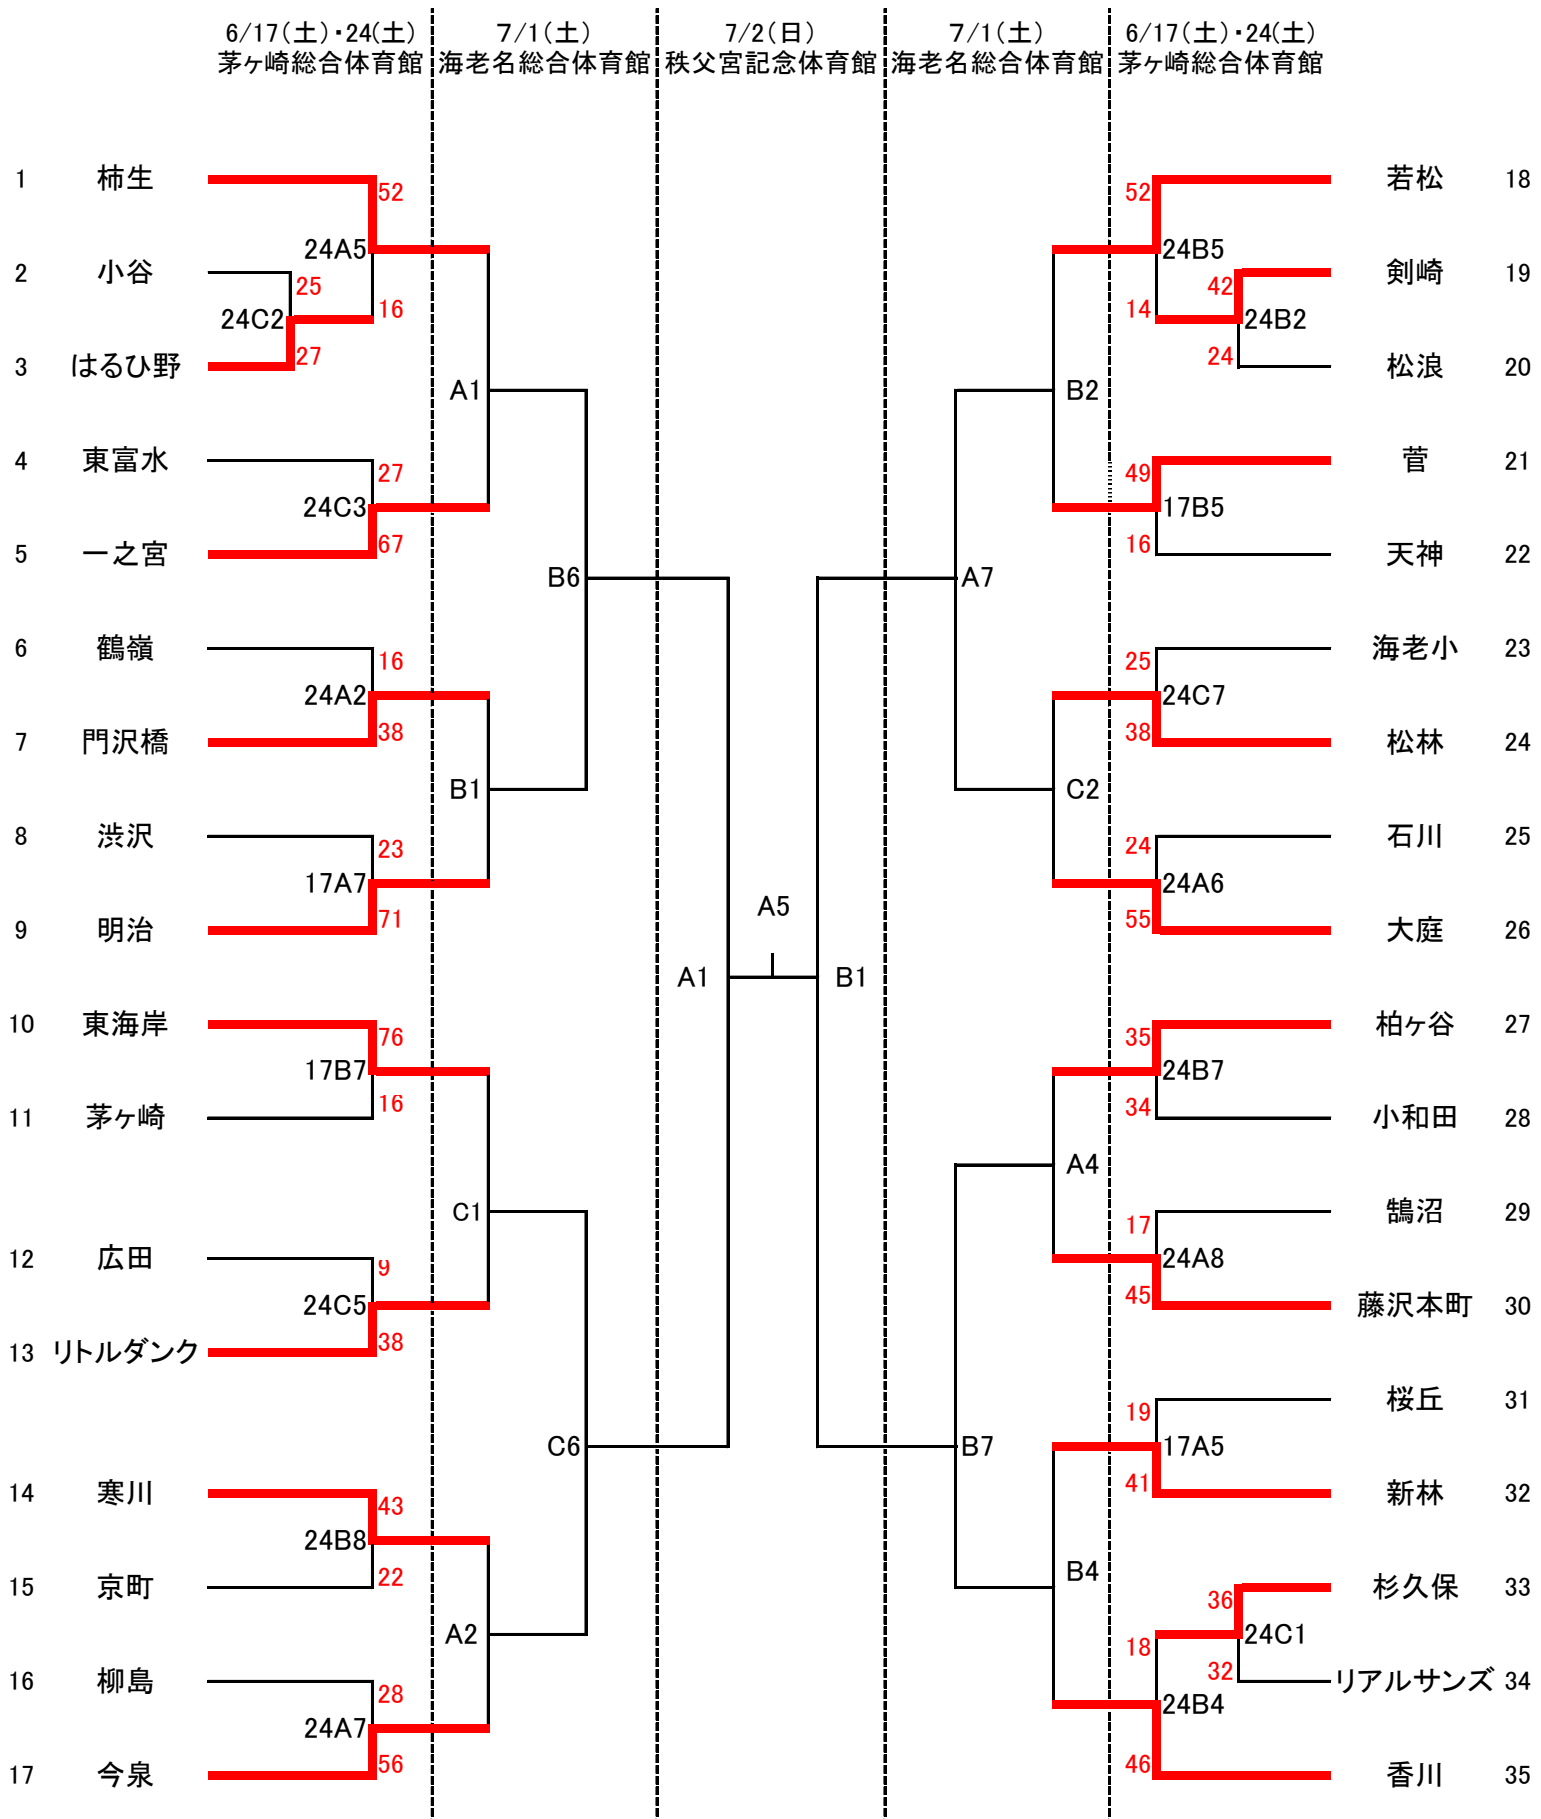 6/17(土)・24(土) 7/1(土) 7/2(日) 7/1(土) 6/17(土)・24(土)
茅ヶ崎総合体育館 海老名総合体育館 秩父宮記念体育館 海老名総合体育館 茅ヶ崎総合体育館
1 柿生 52 52 若松 18
24A5 24B5
2 小谷 25 16 14 42 剣崎 19
24C2 24B2
3 はるひ野 27 24 松浪 20
A1 B2
4 東富水 27 49 菅 21
24C3 17B5
5 一之宮 67 16 天神 22
B6 A7
6 鶴嶺 16 25 海老小 23
24A2 24C7
7 門沢橋 38 38 松林 24
B1 C2
8 渋沢 23 24 石川 25
17A7 24A6
9 明治 71 55 大庭 26
A5
A1 B1
10 東海岸 76 35 柏ヶ谷 27
17B7 24B7
11 茅ヶ崎 16 34 小和田 28
A4
C1 17 鵠沼 29
12 広田 9 24A8
24C5 45 藤沢本町 30
13 リトルダンク 38
19 桜丘 31
C6 B7 17A5
14 寒川 43 41 新林 32
24B8 B4
15 京町 22 36 杉久保 33
A2 18 24C1
16 柳島 28 32 リアルサンズ 34
24A7 24B4
17 今泉 56 46 香川 35